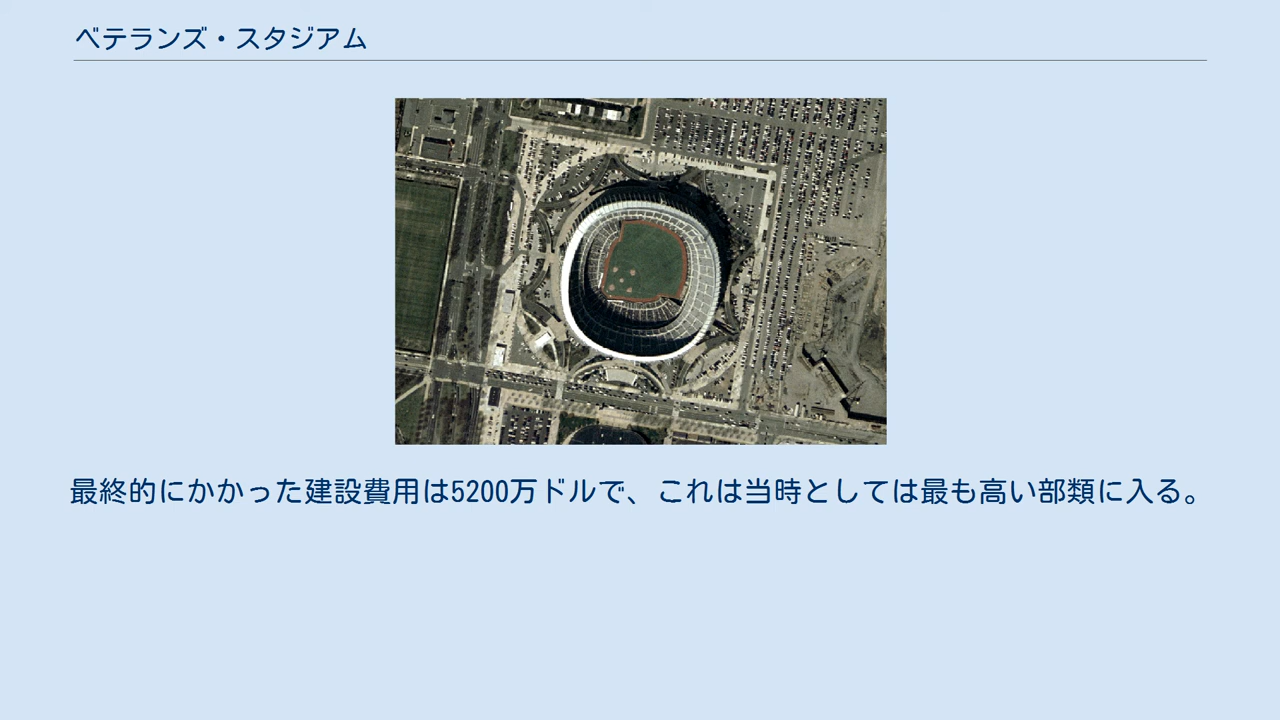 ベテランズ・スタジアム
最終的にかかった建設費用は5200万ドルで、これは当時としては最も高い部類に入る。